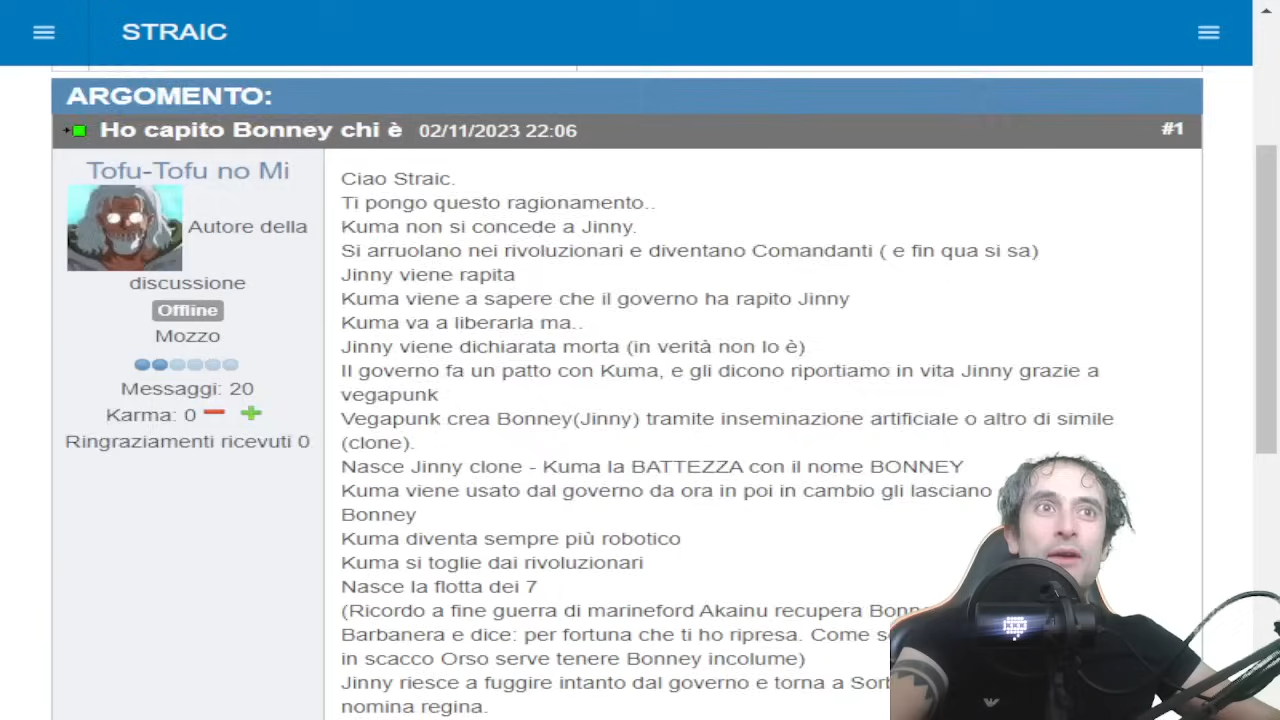 STRAIC
ARGOMENTO:
Ho capito Bonney chi è 02/11/2023 22:06 #1
Tofu-Tofu no Mi
Autore della
discussione
Offline
Mozzo
Messaggi: 20
Karma: 0
Ringraziamenti ricevuti 0
Ciao Straic.
Ti pongo questo ragionamento..
Kuma non si concede a Jinny.
Si arruolano nei rivoluzionari e diventano Comandanti ( e fin qua si sa)
Jinny viene rapita
Kuma viene a sapere che il governo ha rapito Jinny
Kuma va a liberarla ma..
Jinny viene dichiarata morta (in verità non lo è)
Il governo fa un patto con Kuma, e gli dicono riportiamo in vita Jinny grazie a
vegapunk
Vegapunk crea Bonney(Jinny) tramite inseminazione artificiale o altro di simile
(clone).
Nasce Jinny clone - Kuma la BATTEZZA con il nome BONNEY
Kuma viene usato dal governo da ora in poi in cambio gli lasciano
Bonney
Kuma diventa sempre più robotico
Kuma si toglie dai rivoluzionari
Nasce la flotta dei 7
(Ricordo a fine guerra di marineford Akainu recupera
Barbanera e dice: per fortuna che ti ho ripresa. Come
in scacco Orso serve tenere Bonney incolume)
Jinny riesce a fuggire intanto dal governo e torna a
nomina regina.